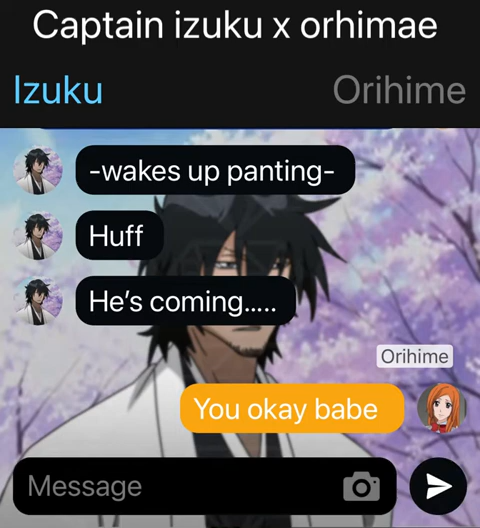 Captain izuku x orhimae
Izuku
Orihime
-wakes up panting-
Huff
He’s coming.....
Orihime
You okay babe
Message